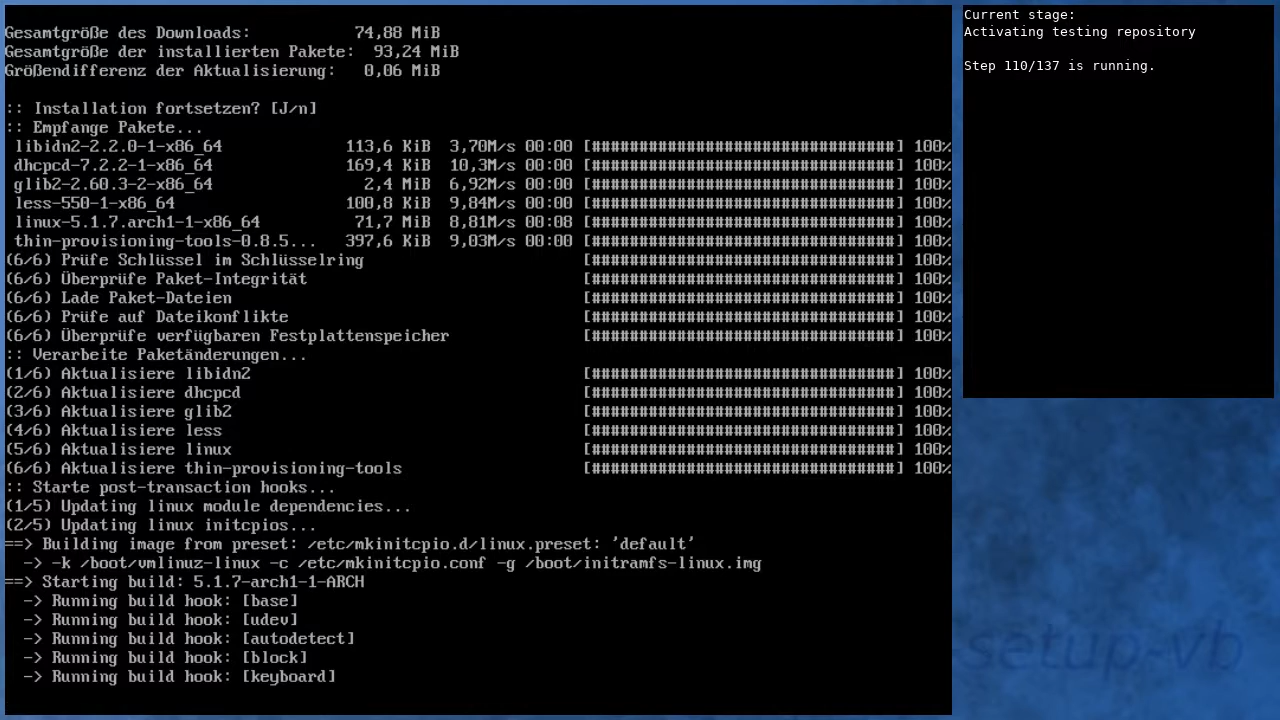 Gesamtgröße des Downloads:           74,88 MiB
Gesamtgröße der installierten Pakete:  93,24 MiB
Größendifferenz der Aktualisierung:   0,06 MiB
:: Installation fortsetzen? [J/n]
:: Empfange Pakete...
libidn2-2.2.0-1-x86_64             113,6 KiB  3,70M/s 00:00 [################################] 100%
dhcpcd-7.2.2-1-x86_64              169,4 KiB  10,3M/s 00:00 [################################] 100%
glib2-2.60.3-2-x86_64                2,4 MiB  6,92M/s 00:00 [################################] 100%
less-550-1-x86_64                  100,8 KiB  9,84M/s 00:00 [################################] 100%
linux-5.1.7.arch1-1-x86_64          71,7 MiB  8,81M/s 00:08 [################################] 100%
thin-provisioning-tools-0.8.5...   397,6 KiB  9,03M/s 00:00 [################################] 100%
(6/6) Prüfe Schlüssel im Schlüsselring                       [################################] 100%
(6/6) Überprüfe Paket-Integrität                             [################################] 100%
(6/6) Lade Paket-Dateien                                     [################################] 100%
(6/6) Prüfe auf Dateikonflikte                               [################################] 100%
(6/6) Überprüfe verfügbaren Festplattenspeicher              [################################] 100%
:: Verarbeite Paketänderungen...
(1/6) Aktualisiere libidn2                                   [################################] 100%
(2/6) Aktualisiere dhcpcd                                    [################################] 100%
(3/6) Aktualisiere glib2                                     [################################] 100%
(4/6) Aktualisiere less                                      [################################] 100%
(5/6) Aktualisiere linux                                     [################################] 100%
(6/6) Aktualisiere thin-provisioning-tools                   [################################] 100%
:: Starte post-transaction hooks...
(1/5) Updating linux module dependencies...
(2/5) Updating linux initcpios...
==> Building image from preset: /etc/mkinitcpio.d/linux.preset: 'default'
-> -k /boot/vmlinuz-linux -c /etc/mkinitcpio.conf -g /boot/initramfs-linux.img
==> Starting build: 5.1.7-arch1-1-ARCH
-> Running build hook: [base]
-> Running build hook: [udev]
-> Running build hook: [autodetect]
-> Running build hook: [block]
-> Running build hook: [keyboard]
Current stage:
Activating testing repository
Step 110/137 is running.
-setup-vb